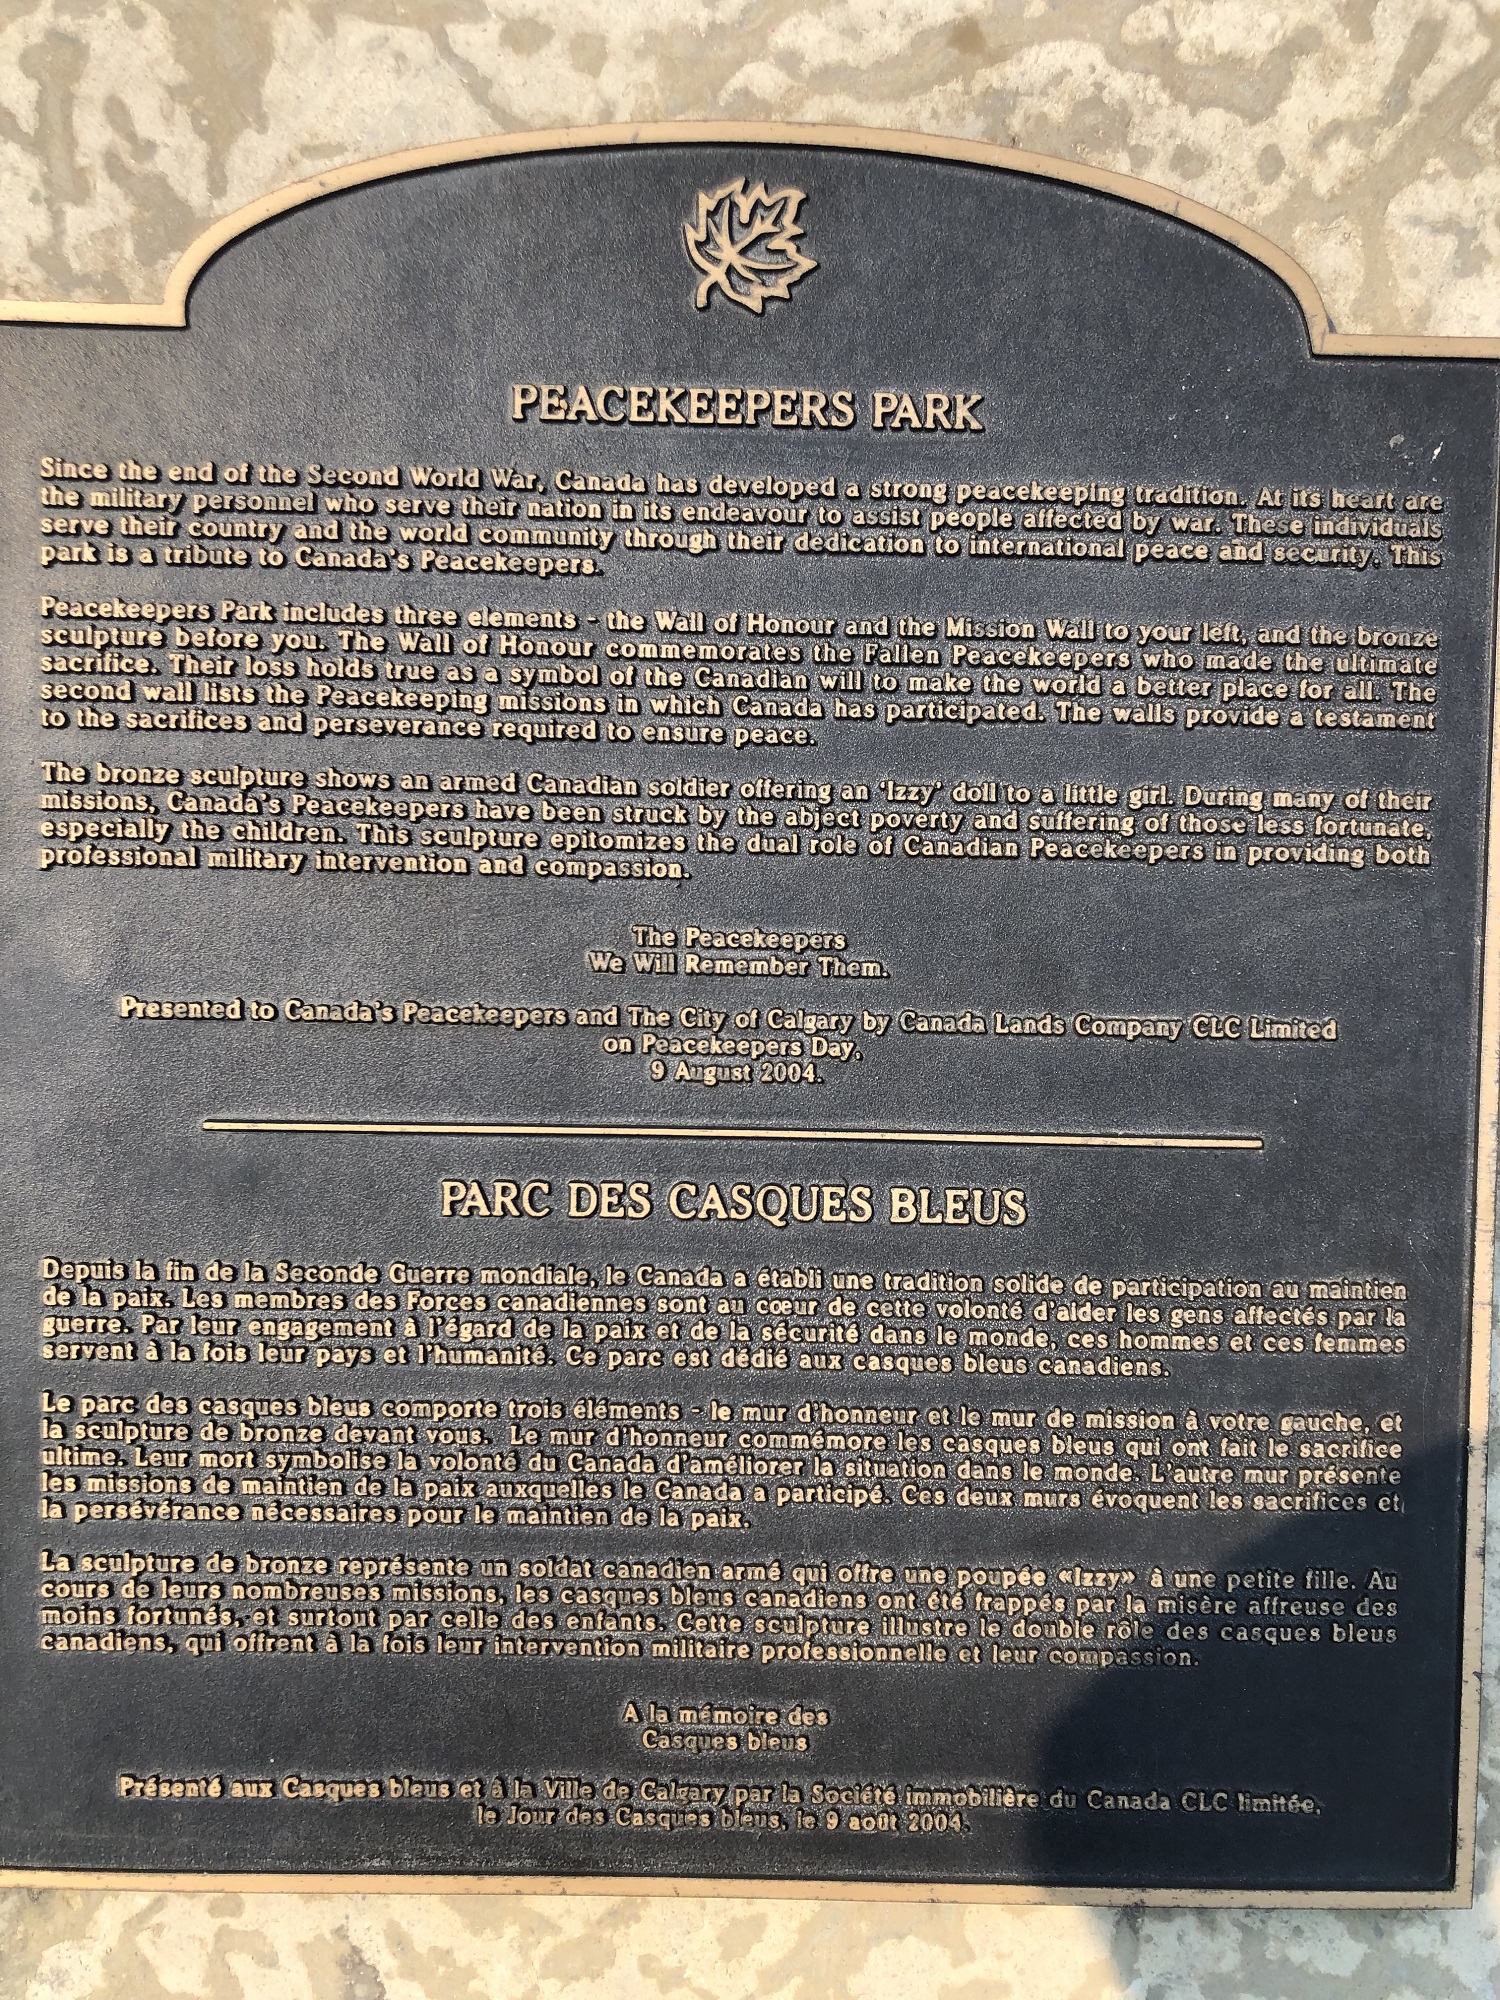 PEACEKEEPERS PARK
Since the end of the Second World War, Canada has developed a strong peacekeeping tradition. At its heart are
the military personnel who serve their nation in its endeavour to assist people affected by war. These individuals
serve their country and the world community through their dedication to international peace and security. This
park is a tribute to Canada's Peacekeepers.
Peacekeepers Park includes three elements - the Wall of Honour and the Mission Wall to your left, and the bronze
sculpture before you. The Wall of Honour commemorates the Fallen Peacekeepers who made the ultimate
sacrifice. Their loss holds true as a symbol of the Canadian will to make the world a better place for all. The
second wall lists the Peacekeeping missions in which Canada has participated. The walls provide a testament
to the sacrifices and perseverance required to ensure peace.
The bronze sculpture shows an armed Canadian soldier offering an 'Izzy' doll to a little girl. During many of their
missions, Canada's Peacekeepers have been struck by the abject poverty and suffering of those less fortunate,
especially the children. This sculpture epitomizes the dual role of Canadian Peacekeepers in providing both
professional military intervention and compassion.
The Peacekeepers
We Will Remember Them.
Presented to Canada's Peacekeepers and The City of Calgary by Canada Lands Company CLC Limited
on Peacekeepers Day,
9 August 2004.
PARC DES CASQUES BLEUS
Depuis la fin de la Seconde Guerre mondiale, le Canada a établi une tradition solide de participation au maintien
de la paix. Les membres des Forces canadiennes sont au cœur de cette volonté d'aider les gens affectés par la
guerre. Par leur engagement à l'égard de la paix et de la sécurité dans le monde, ces hommes et ces femmes
servent à la fois leur pays et l'humanité. Ce parc est dédié aux casques bleus canadiens.
Le parc des casques bleus comporte trois éléments - le mur d'honneur et le mur de mission à votre gauche, et
la sculpture de bronze devant vous. Le mur d'honneur commémore les casques bleus qui ont fait le sacrifice
ultime. Leur mort symbolise la volonté du Canada d'améliorer la situation dans le monde. L'autre mur présente
les missions de maintien de la paix auxquelles le Canada a participé. Ces deux murs évoquent les sacrifices et
la persévérance nécessaires pour le maintien de la paix.
La sculpture de bronze représente un soldat canadien armé qui offre une poupée «Izzy» à une petite fille. Au
cours de leurs nombreuses missions, les casques bleus canadiens ont été frappés par la misère affreuse des
moins fortunés, et surtout par celle des enfants. Cette sculpture illustre le double rôle des casques bleus
canadiens, qui offrent à la fois leur intervention militaire professionnelle et leur compassion.
A la mémoire des
Casques bleus
Présenté aux Casques bleus et à la Ville de Calgary par la Société immobilière du Canada CLC limitée,
le Jour des Casques bleus, le 9 août 2004.